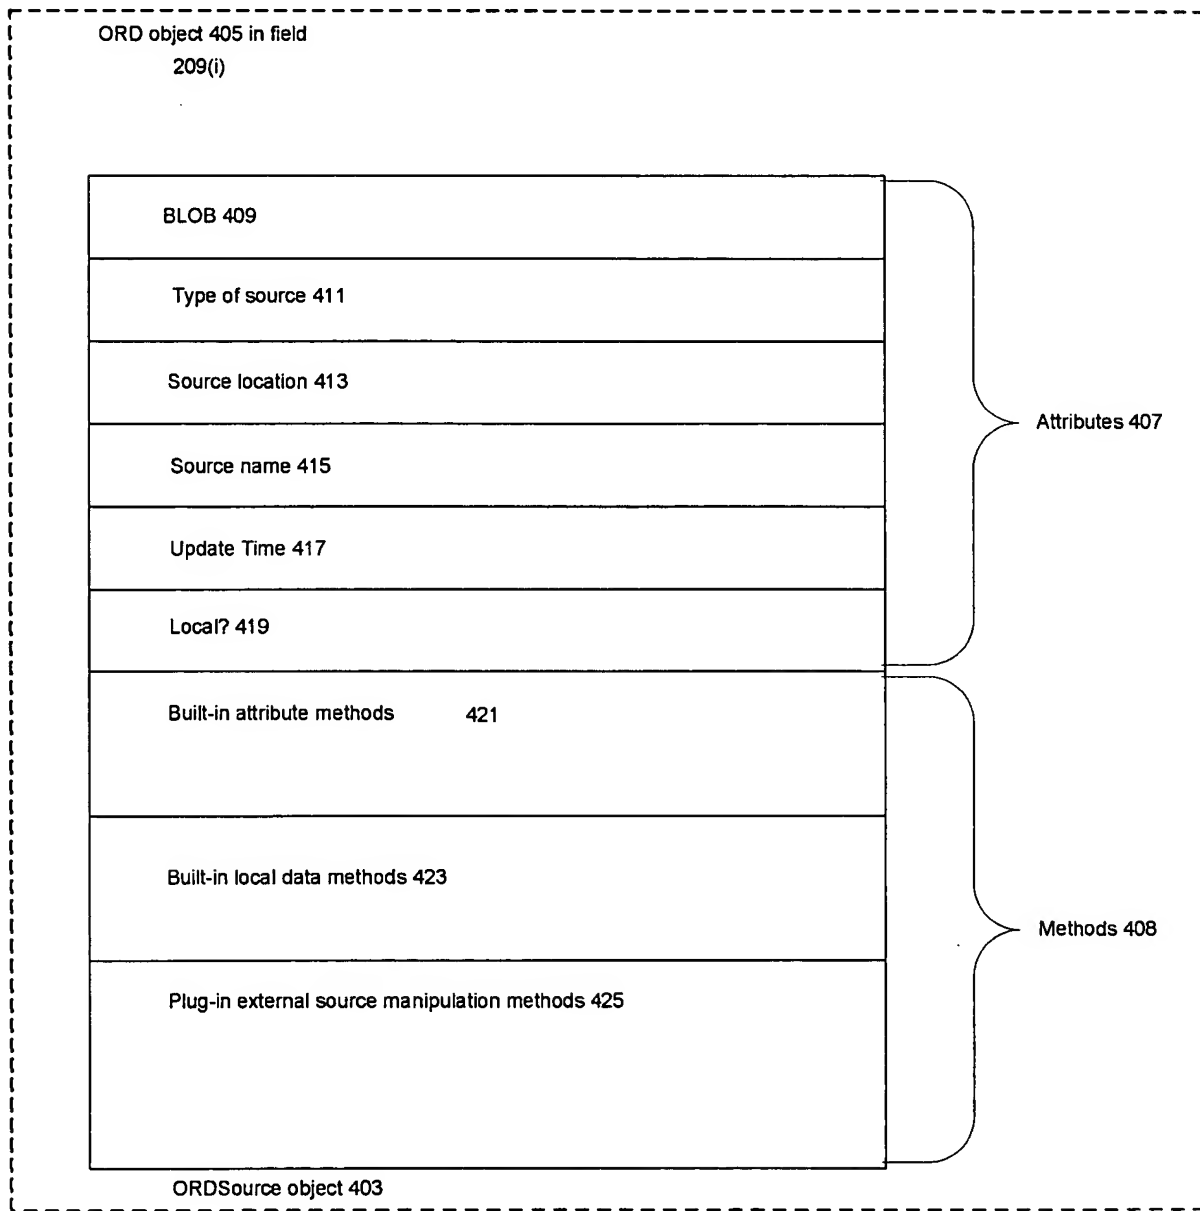 ORD object 405 in field
209(i)
BLOB 409
Type of source 411
Source location 413
Source name 415
Update Time 417
Local? 419
Attributes 407
Built-in attribute methods 421
Built-in local data methods 423
Plug-in external source manipulation methods 425
Methods 408
ORDSource object 403